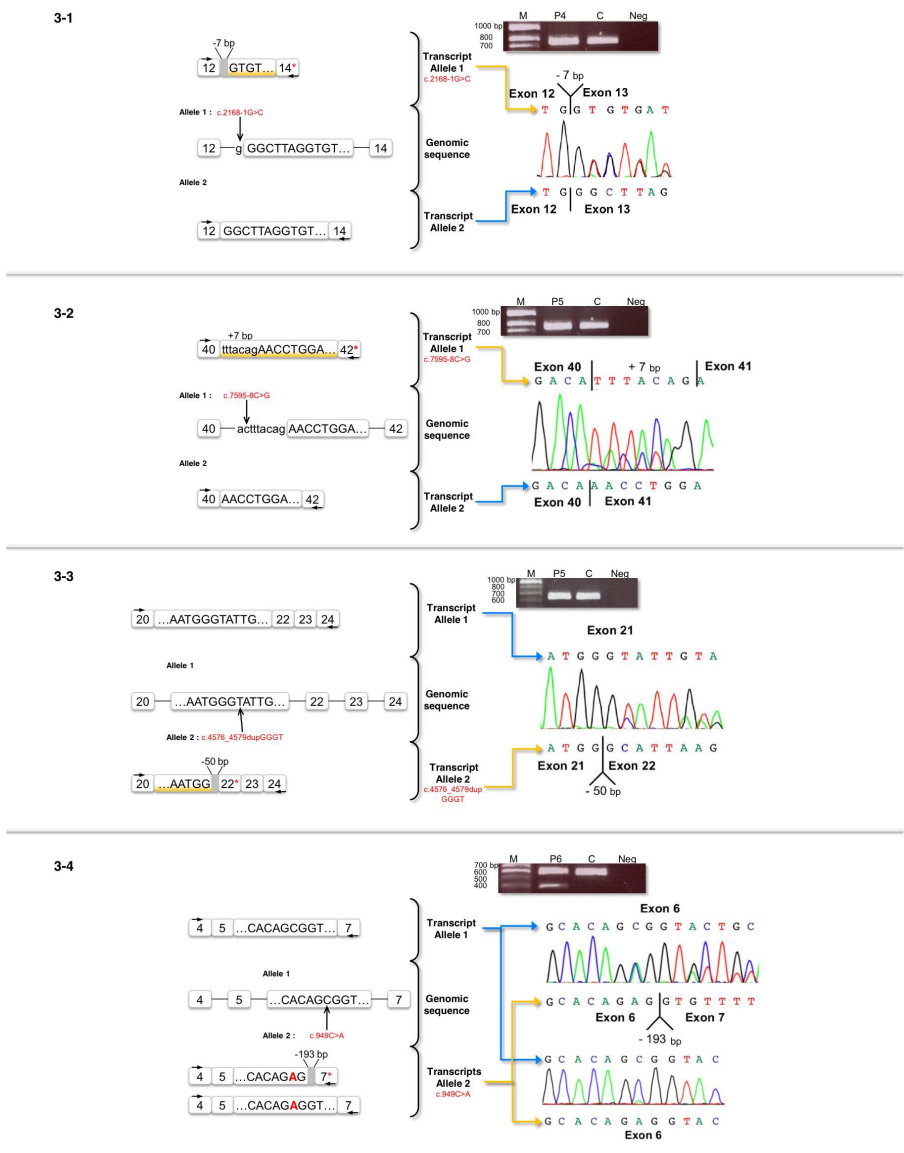 3-1
M P4 C Neg
1000 bp
800
700
-7 bp
12 GTGT... 14*
Transcript
Allele 1
c.2168-1G>C
- 7 bp
Exon 12 Exon 13
T G G T G T G A T
Allele 1 : c.2168-1G>C
12 g GGCTTAGGTGT... 14
Genomic
sequence
Allele 2
T G G G C T T A G
Exon 12 Exon 13
12 GGCTTAGGTGT... 14
Transcript
Allele 2
3-2
M P5 C Neg
1000 bp
800
700
+7 bp
40 tttacagAACCTGGA... 42*
Transcript
Allele 1
c.7595-8C>G
Exon 40 + 7 bp Exon 41
G A C A T T T A C A G A
Allele 1 : c.7595-8C>G
40 actttacag AACCTGGA... 42
Genomic
sequence
Allele 2
G A C A A A C C T G G A
Exon 40 Exon 41
40 AACCTGGA... 42
Transcript
Allele 2
3-3
M P5 C Neg
1000 bp
800
700
600
20 ...AATGGGTATTG... 22 23 24
Transcript
Allele 1
Exon 21
A T G G G T A T T G T A
Allele 1
20 ...AATGGGTATTG... 22 23 24
Genomic
sequence
Allele 2 : c.4576_4579dupGGGT
A T G G G C A T T A A G
Exon 21 Exon 22
- 50 bp
-50 bp
20 ...AATGG 22* 23 24
Transcript
Allele 2
c.4576_4579dup
GGGT
3-4
M P6 C Neg
700 bp
600
500
400
4 5 ...CACAGCGGT... 7
Transcript
Allele 1
Exon 6
G C A C A G C G G T A C T G C
Allele 1
4 5 ...CACAGCGGT... 7
Genomic
sequence
Allele 2 : c.949C>A
G C A C A G A G G T G T T T T
Exon 6 Exon 7
- 193 bp
-193 bp
4 5 ...CACAGAG 7*
4 5 ...CACAGAGGT... 7
Transcripts
Allele 2
c.949C>A
G C A C A G C G G T A C
G C A C A G A G G T A C
Exon 6